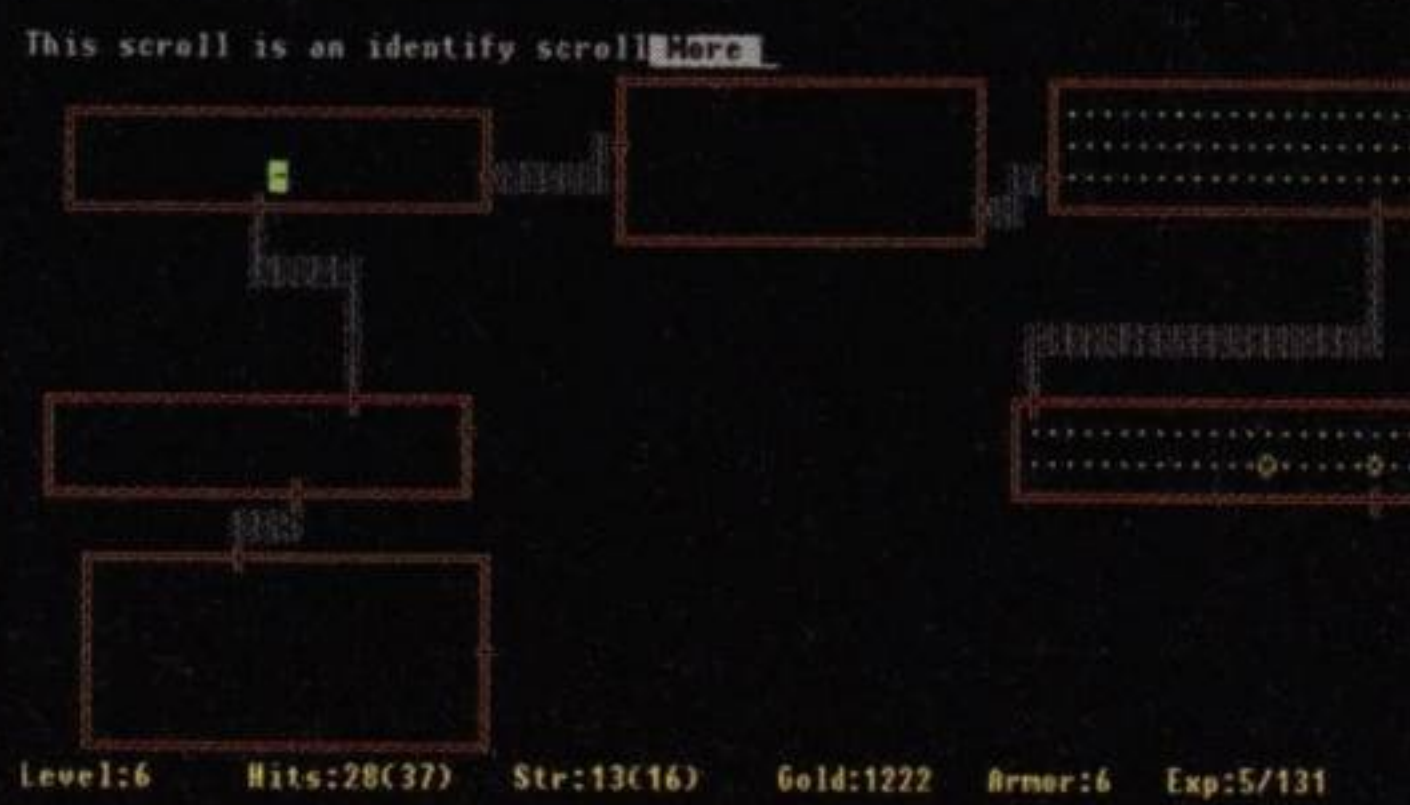 This scroll is an identify scroll More
Level:6 Hits:28(37) Str:13(16) Gold:1222 Armor:6 Exp:5/131